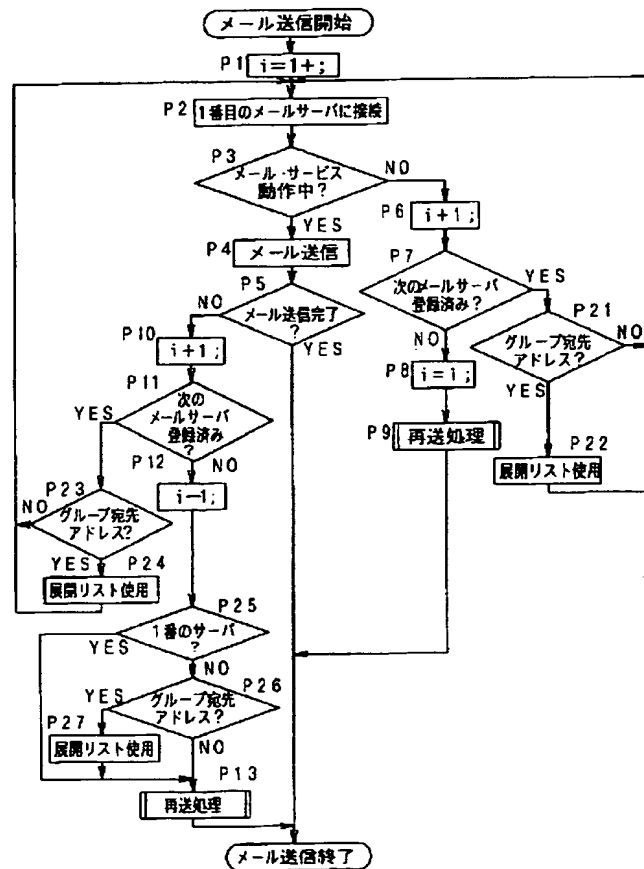 メール送信開始
P1
i=1+;
P2
1番目のメールサーバに接続
P3
メール・サービス
動作中?
NO
YES
P4
メール送信
P5
メール送信完了
?
NO
YES
P6
i+1;
P7
次のメールサーバ
登録済み?
YES
NO
P8
i=1;
P9
再送処理
P21
グループ宛先
アドレス?
NO
YES
P22
展開リスト使用
P10
i+1;
P11
次の
メールサーバ
登録済み
?
YES
NO
P12
i-1;
P23
NO
グループ宛先
アドレス?
YES
P24
展開リスト使用
P25
1番のサーバ
?
YES
NO
P26
グループ宛先
アドレス?
YES
NO
P27
展開リスト使用
P13
再送処理
メール送信終了